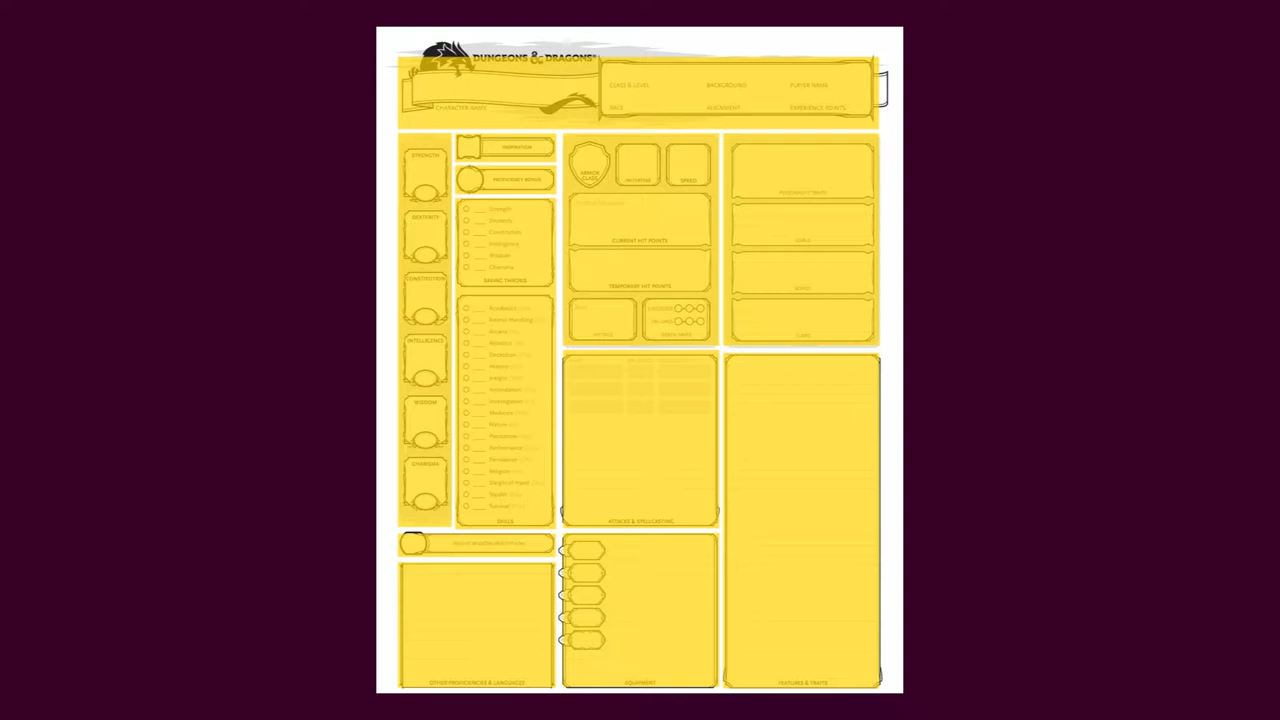 DUNGEONS & DRAGONS®
CHARACTER NAME
CLASS & LEVEL
BACKGROUND
PLAYER NAME
RACE
ALIGNMENT
EXPERIENCE POINTS
STRENGTH
DEXTERITY
CONSTITUTION
INTELLIGENCE
WISDOM
CHARISMA
INSPIRATION
PROFICIENCY BONUS
Strength
Dexterity
Constitution
Intelligence
Wisdom
Charisma
SAVING THROWS
Acrobatics
Animal Handling
Arcana
Athletics
Deception
History
Insight
Intimidation
Investigation
Medicine
Nature
Perception
Performance
Persuasion
Religion
Sleight of Hand
Stealth
Survival
SKILLS
OTHER PROFICIENCIES & LANGUAGES
ARMOR
CLASS
INITIATIVE
SPEED
CURRENT HIT POINTS
TEMPORARY HIT POINTS
HIT DICE
SUCCESSES
FAILURES
DEATH SAVES
ATTACKS & SPELLCASTING
EQUIPMENT
PERSONALITY TRAITS
IDEALS
BONDS
FLAWS
FEATURES & TRAITS